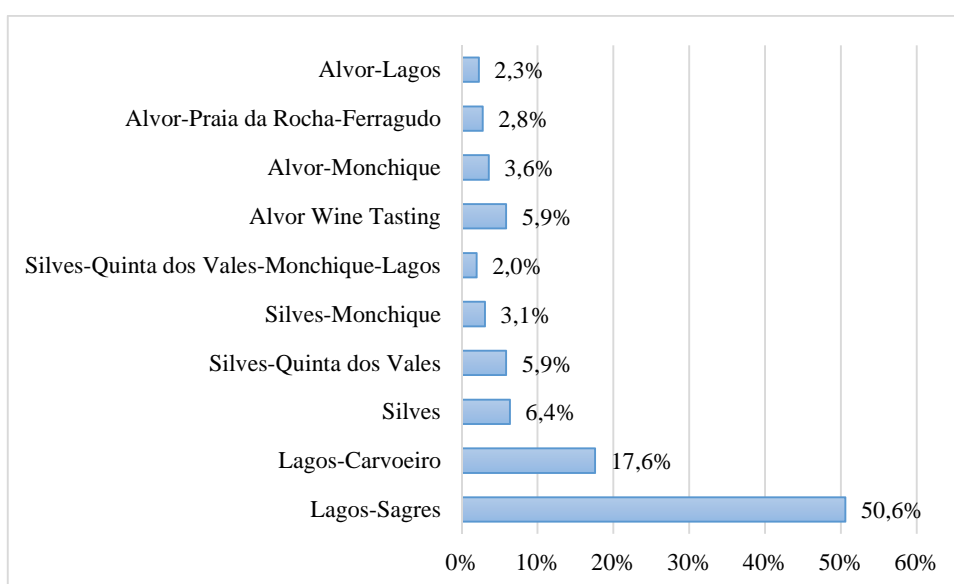 Alvor-Lagos 2,3%
Alvor-Praia da Rocha-Ferragudo 2,8%
Alvor-Monchique 3,6%
Alvor Wine Tasting 5,9%
Silves-Quinta dos Vales-Monchique-Lagos 2,0%
Silves-Monchique 3,1%
Silves-Quinta dos Vales 5,9%
Silves 6,4%
Lagos-Carvoeiro 17,6%
Lagos-Sagres 50,6%
0% 10% 20% 30% 40% 50% 60%